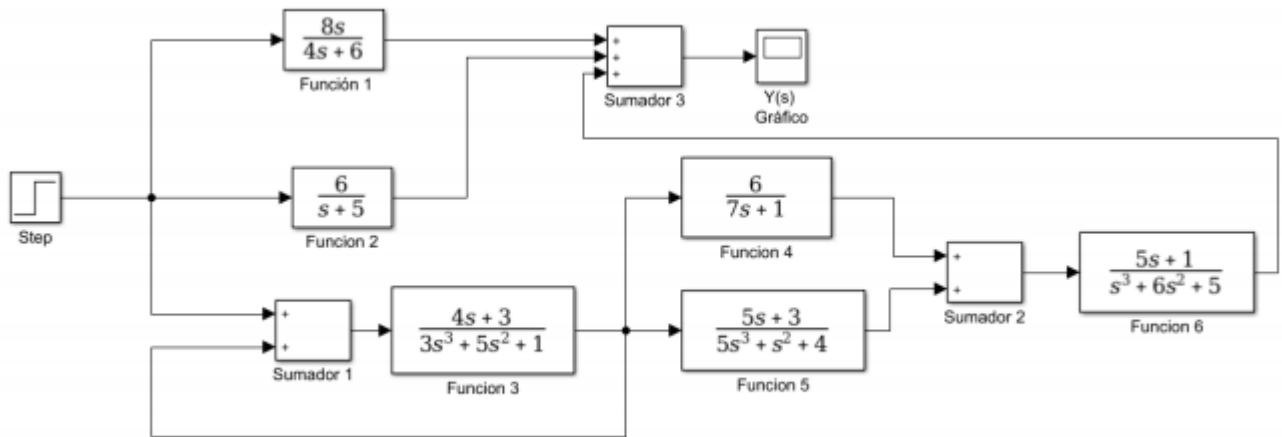 8s
4s + 6
Función 1
+
+
+
Sumador 3
Y(s)
Gráfico
Step
6
s + 5
Funcion 2
6
7s + 1
Funcion 4
+
+
Sumador 1
4s + 3
3s³ + 5s² + 1
Funcion 3
5s + 3
5s³ + s² + 4
Funcion 5
+
+
Sumador 2
5s + 1
s³ + 6s² + 5
Funcion 6